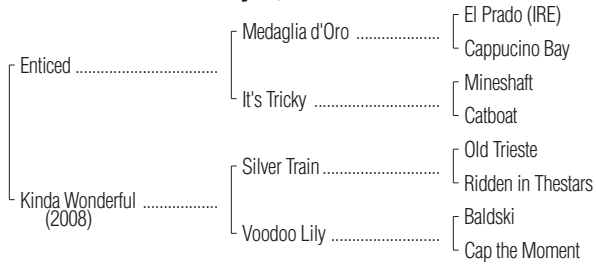 El Prado (IRE)
Medaglia d'Oro ..................
Cappucino Bay
Enticed ...............................
Mineshaft
It's Tricky ...........................
Catboat
Old Trieste
Silver Train .........................
Ridden in Thestars
Kinda Wonderful ................
(2008)
Baldski
Voodoo Lily .......................
Cap the Moment